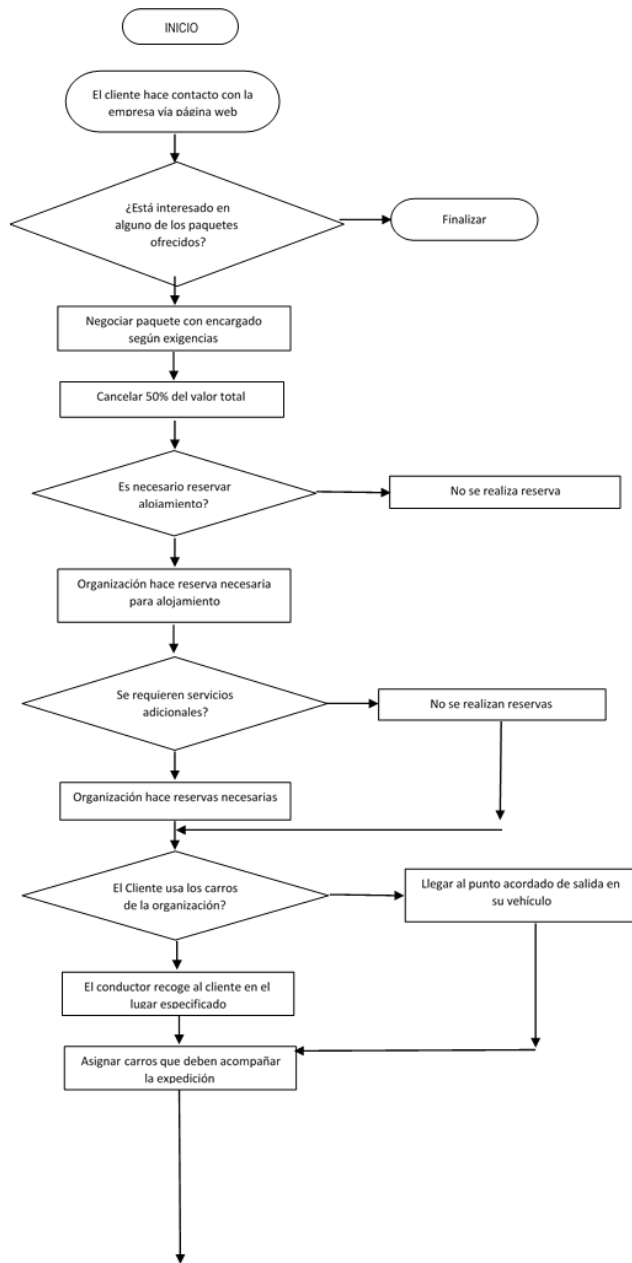 INICIO
El cliente hace contacto con la
empresa vía página web
¿Está interesado en
alguno de los paquetes
ofrecidos?
Finalizar
Negociar paquete con encargado
según exigencias
Cancelar 50% del valor total
Es necesario reservar
alojamiento?
No se realiza reserva
Organización hace reserva necesaria
para alojamiento
Se requieren servicios
adicionales?
No se realizan reservas
Organización hace reservas necesarias
El Cliente usa los carros
de la organización?
Llegar al punto acordado de salida en
su vehículo
El conductor recoge al cliente en el
lugar especificado
Asignar carros que deben acompañar
la expedición